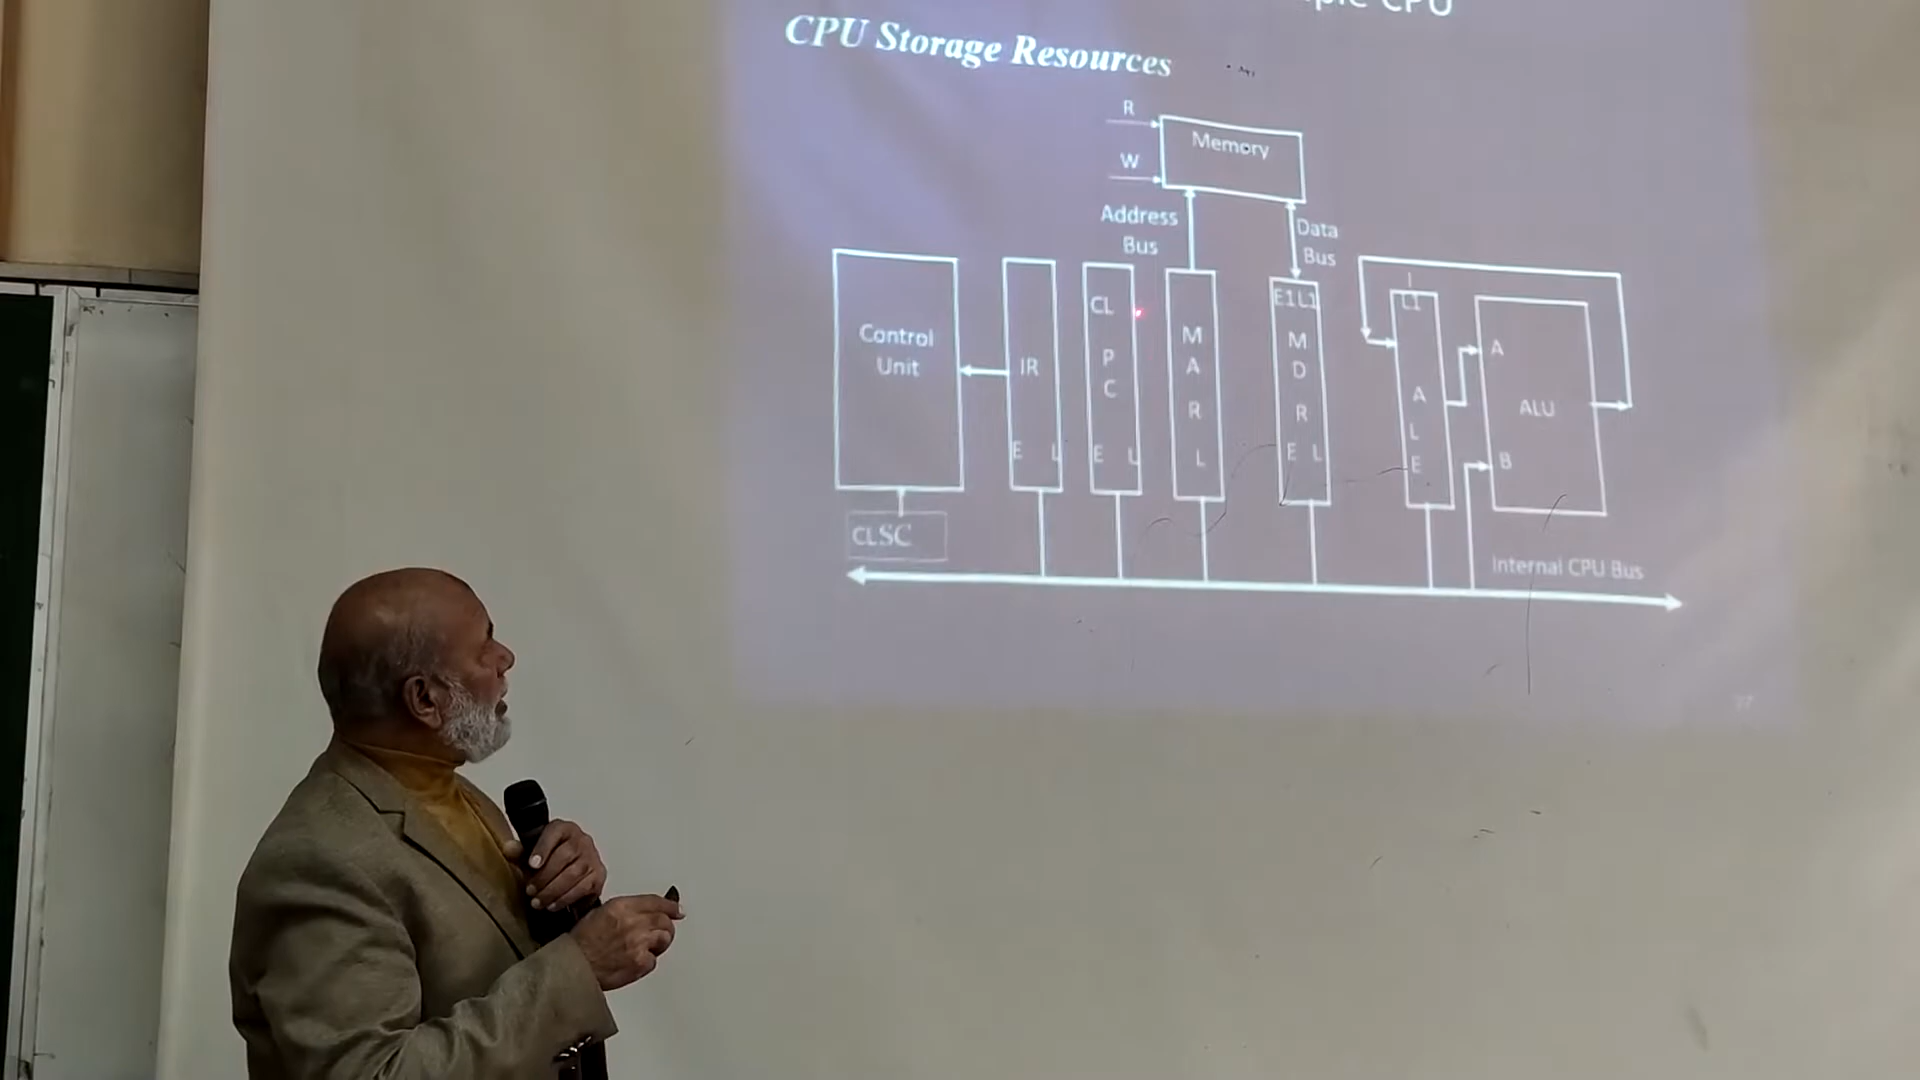 CPU
CPU Storage Resources
R
Memory
W
Address
Bus
Data
Bus
Control
Unit
IR
E L
CL
P
C
E L
M
A
R
L
E1 L1
M
D
R
E L
L1
A
L
E
A
ALU
B
CLSC
Internal CPU Bus